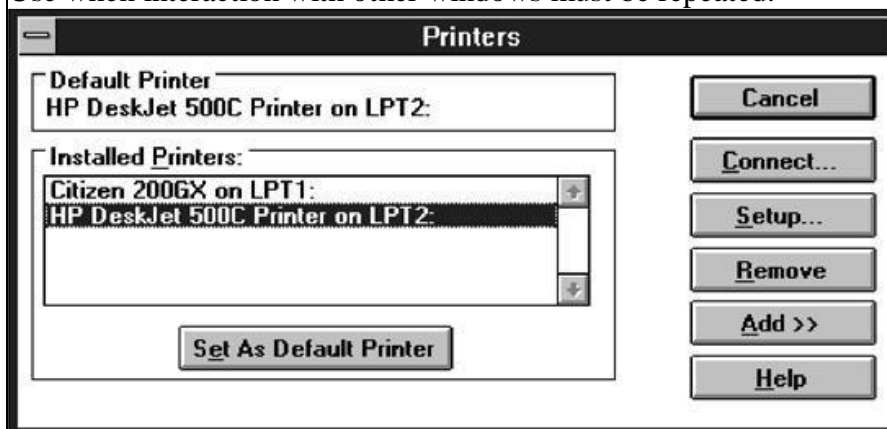 Use when interaction with other windows must be repeated.
Printers
Default Printer
HP DeskJet 500C Printer on LPT2:
Installed Printers:
Citizen 200GX on LPT1:
HP DeskJet 500C Printer on LPT2:
Set As Default Printer
Cancel
Connect...
Setup...
Remove
Add >>
Help